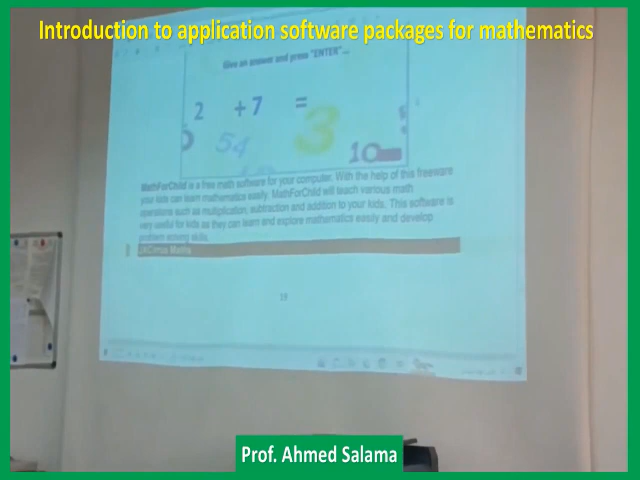 Introduction to application software packages for mathematics
Give an answer and press "ENTER"...
2 + 7 =
3
54
10
MathForChild is a free math software for your computer. With the help of this freeware
your kids can learn mathematics easily. MathForChild will teach various math
operations such as multiplication, subtraction and addition to your kids. This software is
very useful for kids as they can learn and explore mathematics easily and develop
problem solving skills.
Maths
Prof. Ahmed Salama